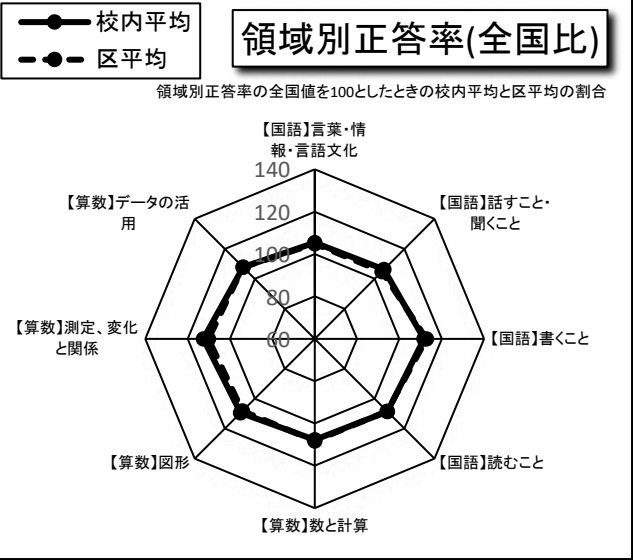 校内平均
区平均
領域別正答率(全国比)
領域別正答率の全国値を100としたときの校内平均と区平均の割合
【国語】言葉・情
報・言語文化
140
120
100
80
60
【国語】話すこと・
聞くこと
【国語】書くこと
【国語】読むこと
【算数】数と計算
【算数】図形
【算数】測定、変化
と関係
【算数】データの活
用